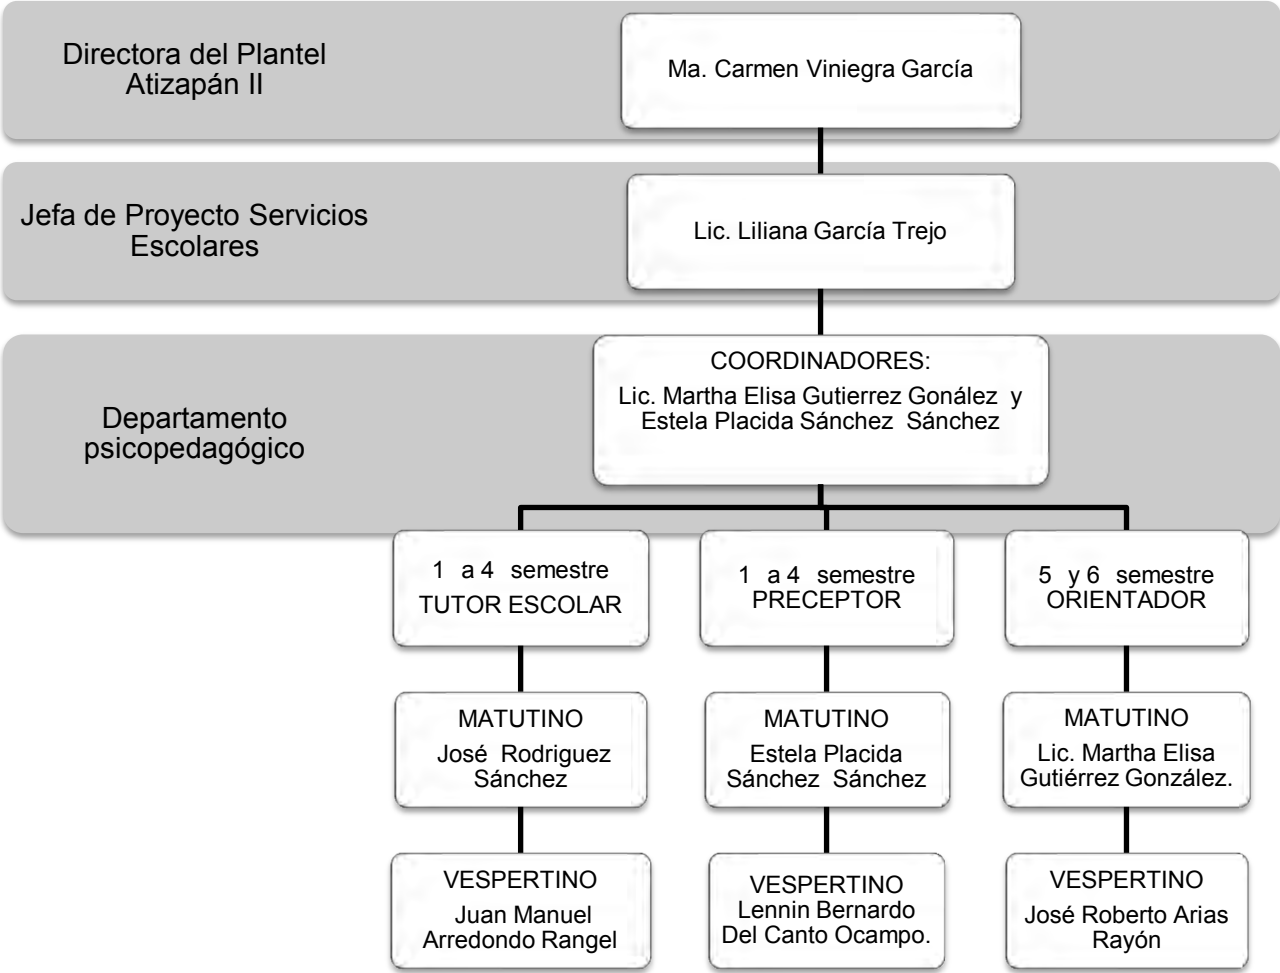 Directora del Plantel
Atizapán II
Ma. Carmen Viniegra García
Jefa de Proyecto Servicios
Escolares
Lic. Liliana García Trejo
Departamento
psicopedagógico
COORDINADORES:
Lic. Martha Elisa Gutierrez Gonález y
Estela Placida Sánchez Sánchez
1 a 4 semestre
TUTOR ESCOLAR
1 a 4 semestre
PRECEPTOR
5 y 6 semestre
ORIENTADOR
MATUTINO
José Rodriguez
Sánchez
MATUTINO
Estela Placida
Sánchez Sánchez
MATUTINO
Lic. Martha Elisa
Gutiérrez González.
VESPERTINO
Juan Manuel
Arredondo Rangel
VESPERTINO
Lennin Bernardo
Del Canto Ocampo.
VESPERTINO
José Roberto Arias
Rayón